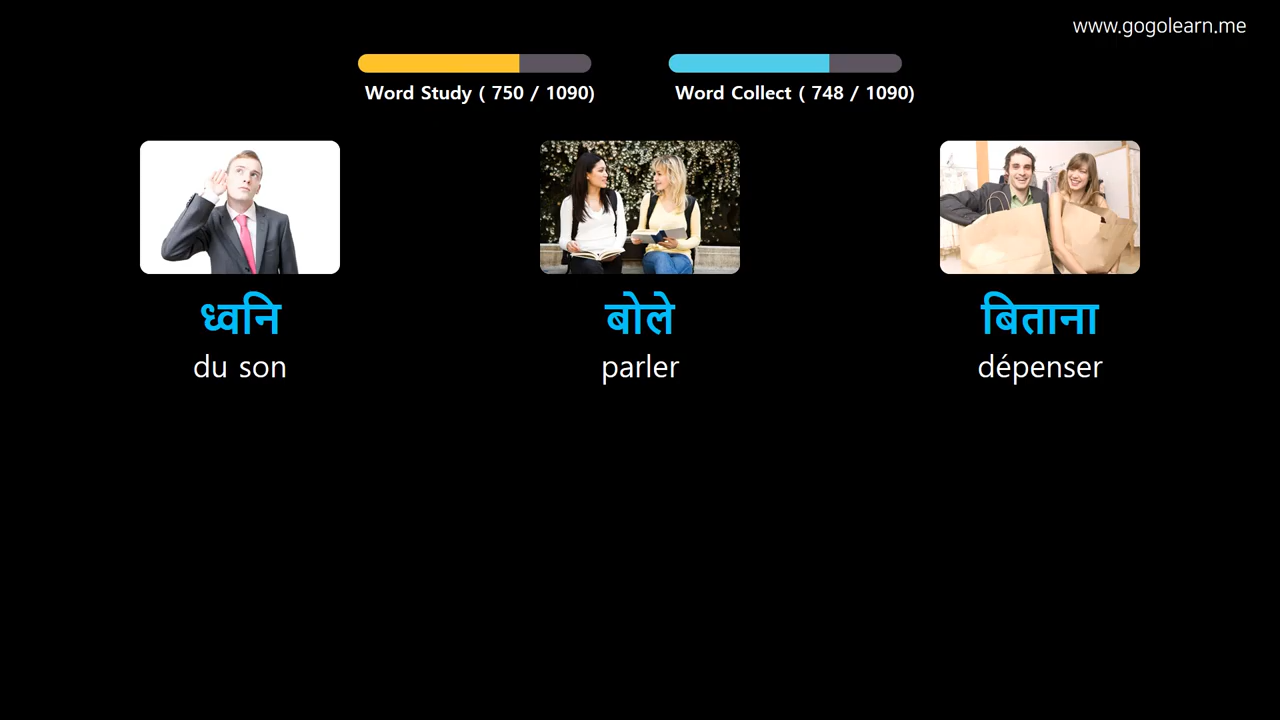 www.gogolearn.me
Word Study ( 750 / 1090)
Word Collect ( 748 / 1090)
ध्वनि
du son
बोले
parler
बिताना
dépenser